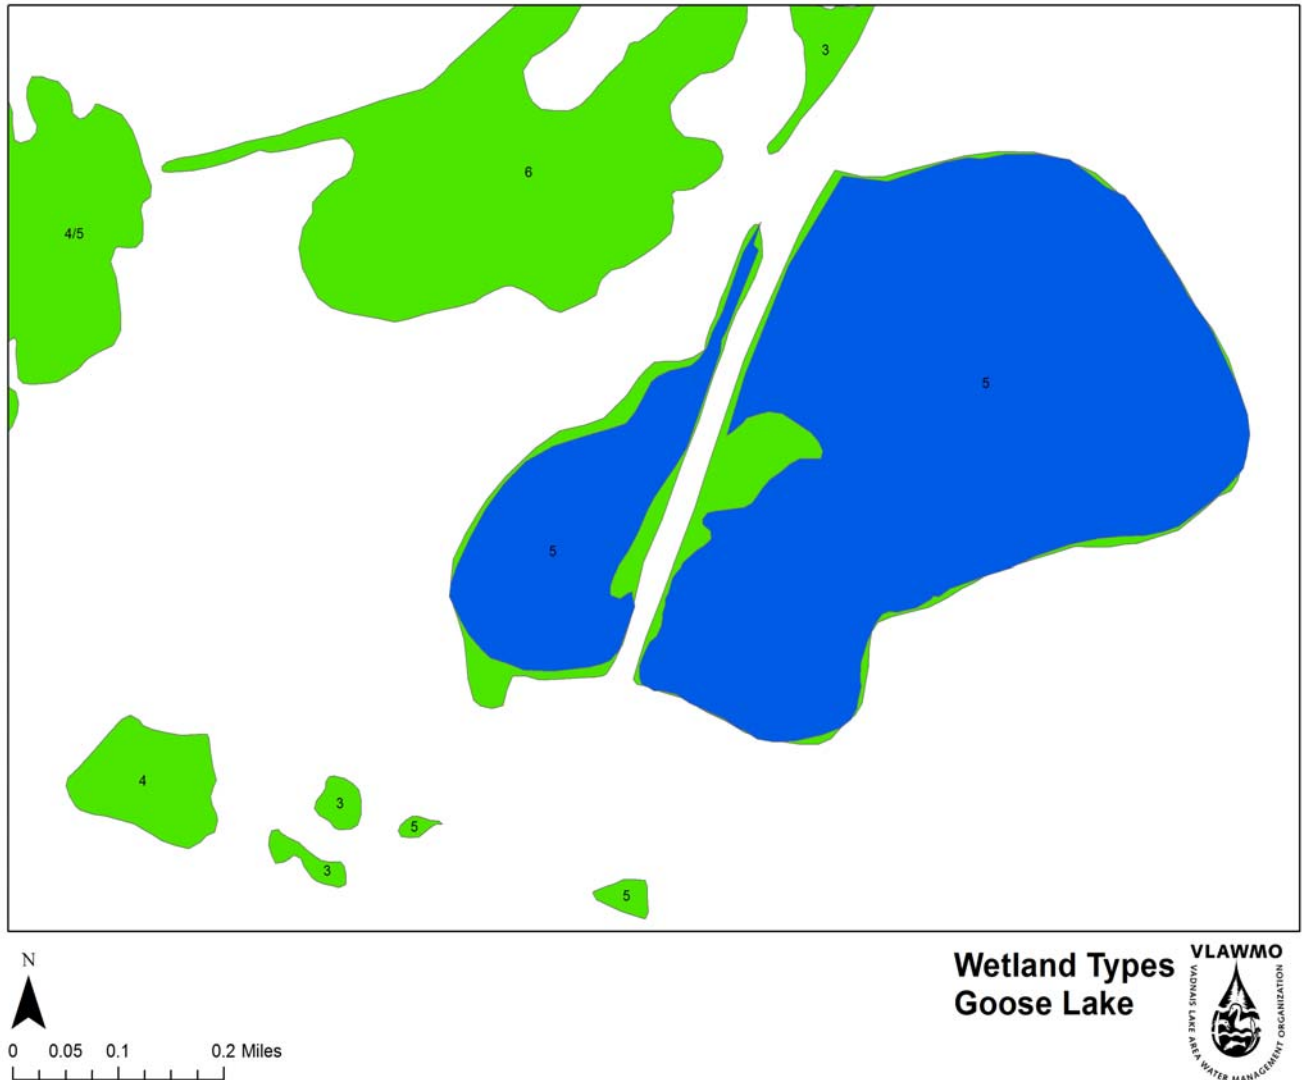 3
6
4/5
5
5
4
3
5
3
5
N
0 0.05 0.1 0.2 Miles
Wetland Types
Goose Lake
VLAWMO
VADNAIS LAKE AREA WATER MANAGEMENT ORGANIZATION